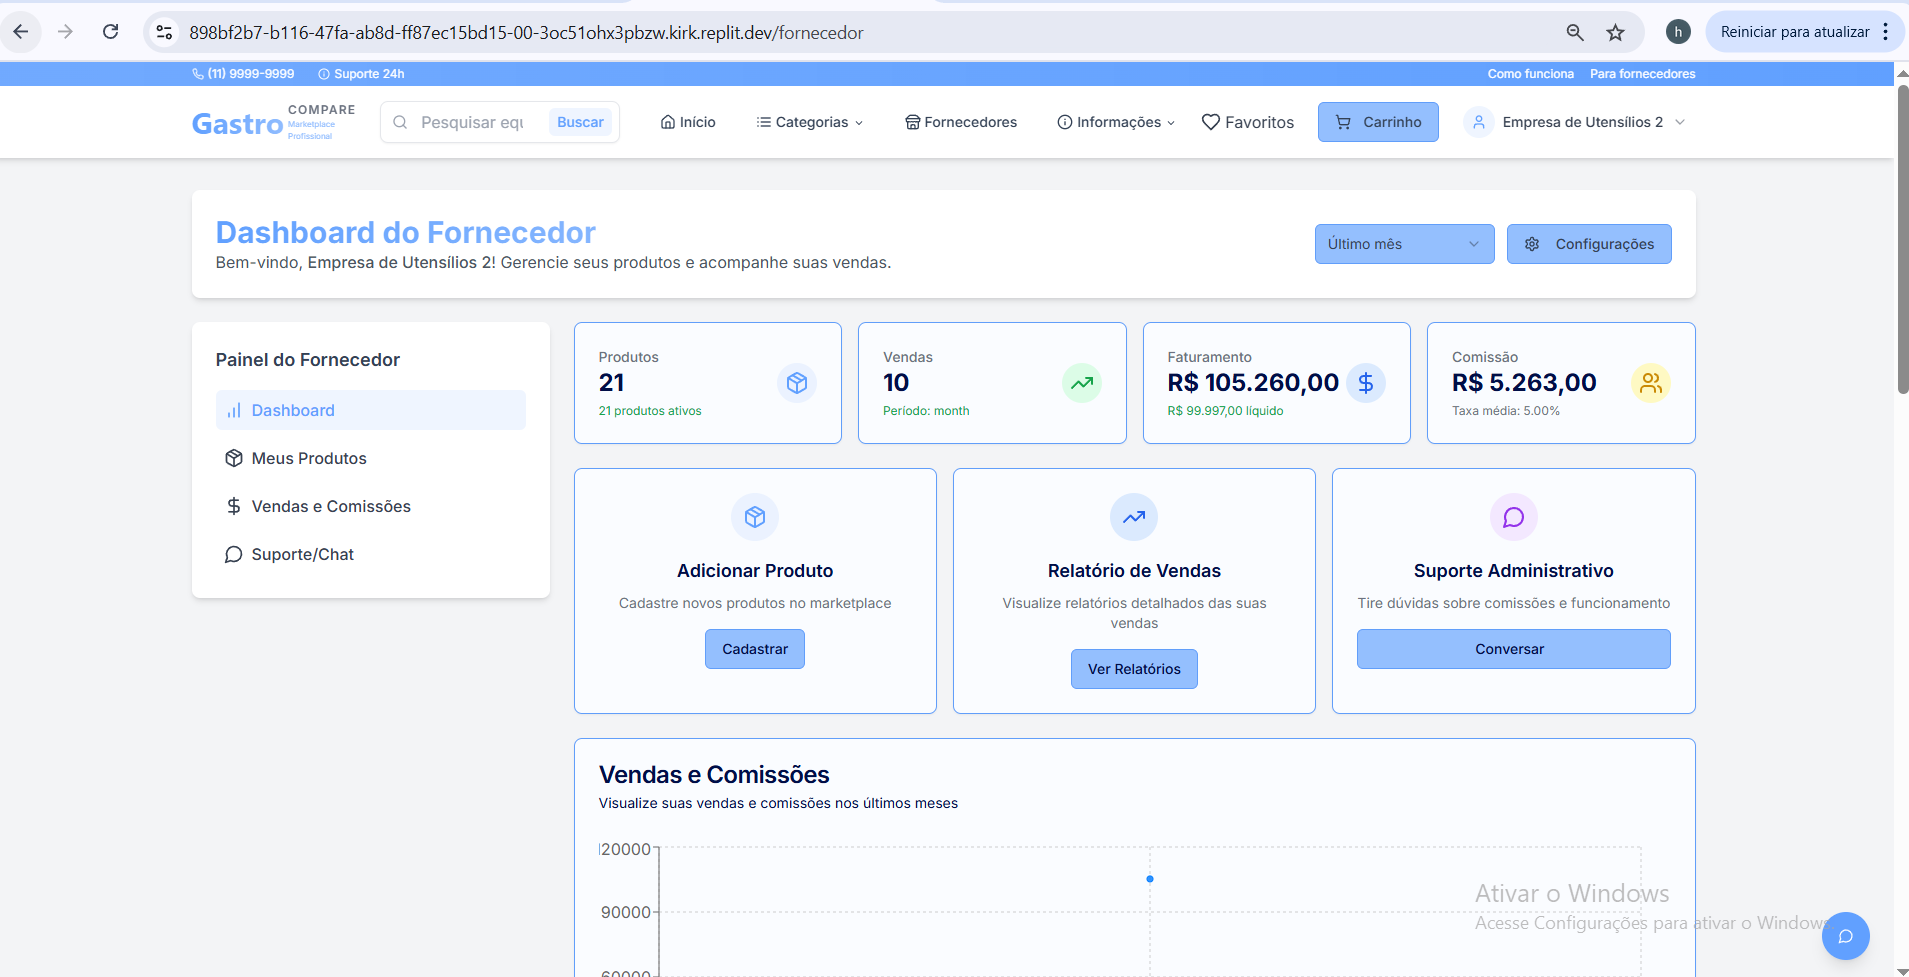 898bf2b7-b116-47fa-ab8d-ff87ec15bd15-00-3oc51ohx3pbzw.kirk.replit.dev/fornecedor
h
Reiniciar para atualizar
(11) 9999-9999
Suporte 24h
Como funciona
Para fornecedores
Gastro
COMPARE
Marketplace
Profissional
Pesquisar equ
Buscar
Início
Categorias
Fornecedores
Informações
Favoritos
Carrinho
Empresa de Utensílios 2
Dashboard do Fornecedor
Bem-vindo, Empresa de Utensílios 2! Gerencie seus produtos e acompanhe suas vendas.
Último mês
Configurações
Painel do Fornecedor
Dashboard
Meus Produtos
Vendas e Comissões
Suporte/Chat
Produtos
21
21 produtos ativos
Vendas
10
Período: month
Faturamento
R$ 105.260,00
R$ 99.997,00 líquido
Comissão
R$ 5.263,00
Taxa média: 5.00%
Adicionar Produto
Cadastre novos produtos no marketplace
Cadastrar
Relatório de Vendas
Visualize relatórios detalhados das suas
vendas
Ver Relatórios
Suporte Administrativo
Tire dúvidas sobre comissões e funcionamento
Conversar
Vendas e Comissões
Visualize suas vendas e comissões nos últimos meses
120000
90000
60000
Ativar o Windows
Acesse Configurações para ativar o Windows.